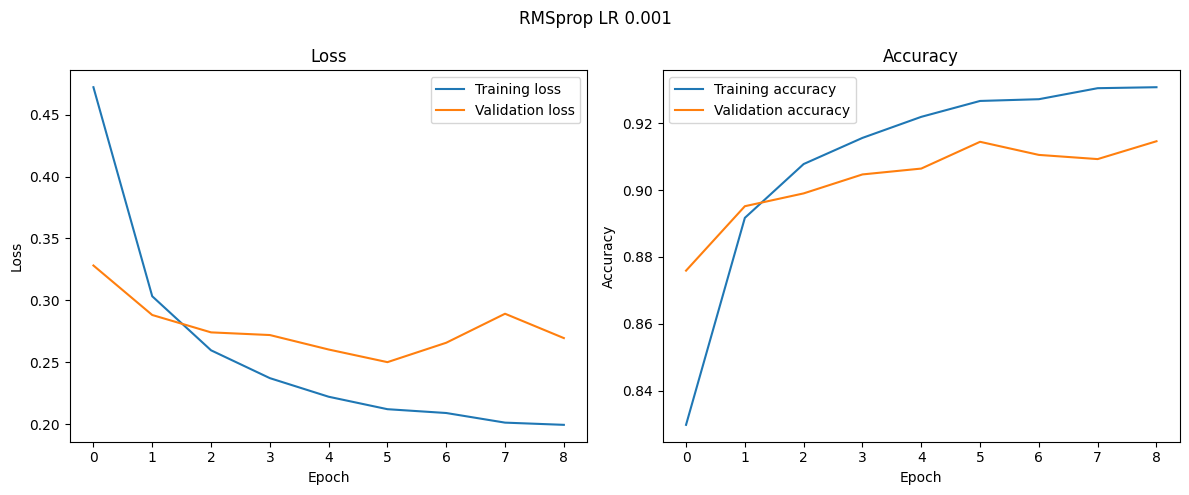 RMSprop LR 0.001
Loss
Training loss
Validation loss
0.45
0.40
0.35
0.30
0.25
0.20
Loss
0 1 2 3 4 5 6 7 8
Epoch
Accuracy
Training accuracy
Validation accuracy
0.92
0.90
0.88
0.86
0.84
Accuracy
0 1 2 3 4 5 6 7 8
Epoch